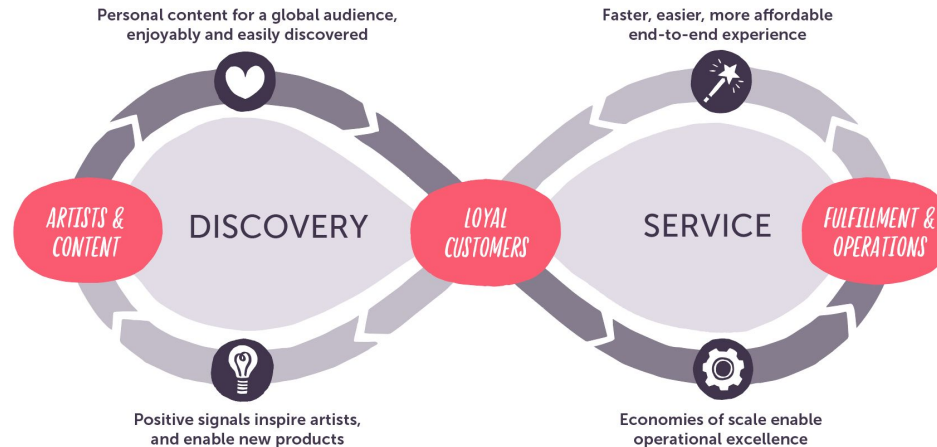 Personal content for a global audience,
enjoyably and easily discovered
Faster, easier, more affordable
end-to-end experience
ARTISTS &
CONTENT
DISCOVERY
LOYAL
CUSTOMERS
SERVICE
FULFILLMENT &
OPERATIONS
Positive signals inspire artists,
and enable new products
Economies of scale enable
operational excellence